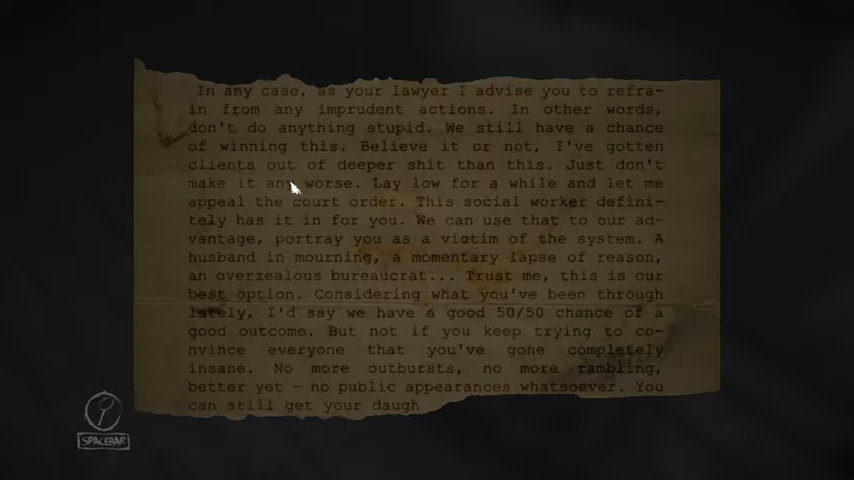 In any case, as your lawyer I advise you to refra-
in from any imprudent actions. In other words,
don't do anything stupid. We still have a chance
of winning this. Believe it or not, I've gotten
clients out of deeper shit than this. Just don't
make it any worse. Lay low for a while and let me
appeal the court order. This social worker defini-
tely has it in for you. We can use that to our ad-
vantage, portray you as a victim of the system. A
husband in mourning, a momentary lapse of reason,
an overzealous bureaucrat... Trust me, this is our
best option. Considering what you've been through
lately, I'd say we have a good 50/50 chance of a
good outcome. But not if you keep trying to co-
nvince everyone that you've gone completely
insane. No more outbursts, no more rambling,
better yet - no public appearances whatsoever. You
can still get your daugh
SPACEBAR